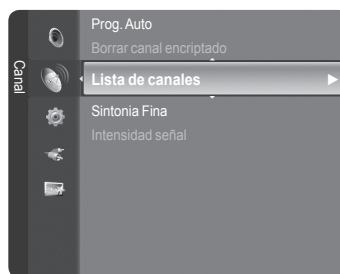 Canal
Prog. Auto
Borrar canal encriptado
Lista de canales
Sintonia Fina
Intensidad señal